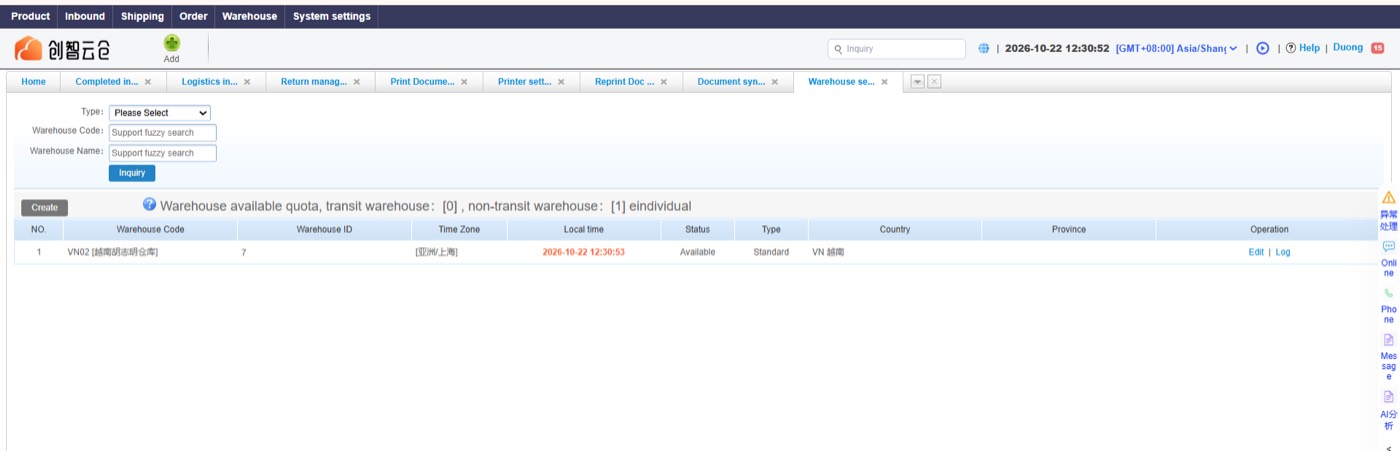 Product Inbound Shipping Order Warehouse System settings
创智云仓 Add Inquiry | 2026-10-22 12:30:52 [GMT+08:00] Asia/Shang | | Help | Duong 15
Home Completed in... Logistics in... Return manag... Print Docume... Printer sett... Reprint Doc ... Document syn... Warehouse se...
Type: Please Select
Warehouse Code: Support fuzzy search
Warehouse Name: Support fuzzy search
Inquiry
Create Warehouse available quota, transit warehouse: [0] , non-transit warehouse: [1] eindividual
NO. Warehouse Code Warehouse ID Time Zone Local time Status Type Country Province Operation
1 VN02 [越南胡志明仓库] 7 [亚洲/上海] 2026-10-22 12:30:53 Available Standard VN 越南 Edit | Log
异常
处理
Onli
ne
Pho
ne
Mes
sag
e
AI分
析
<